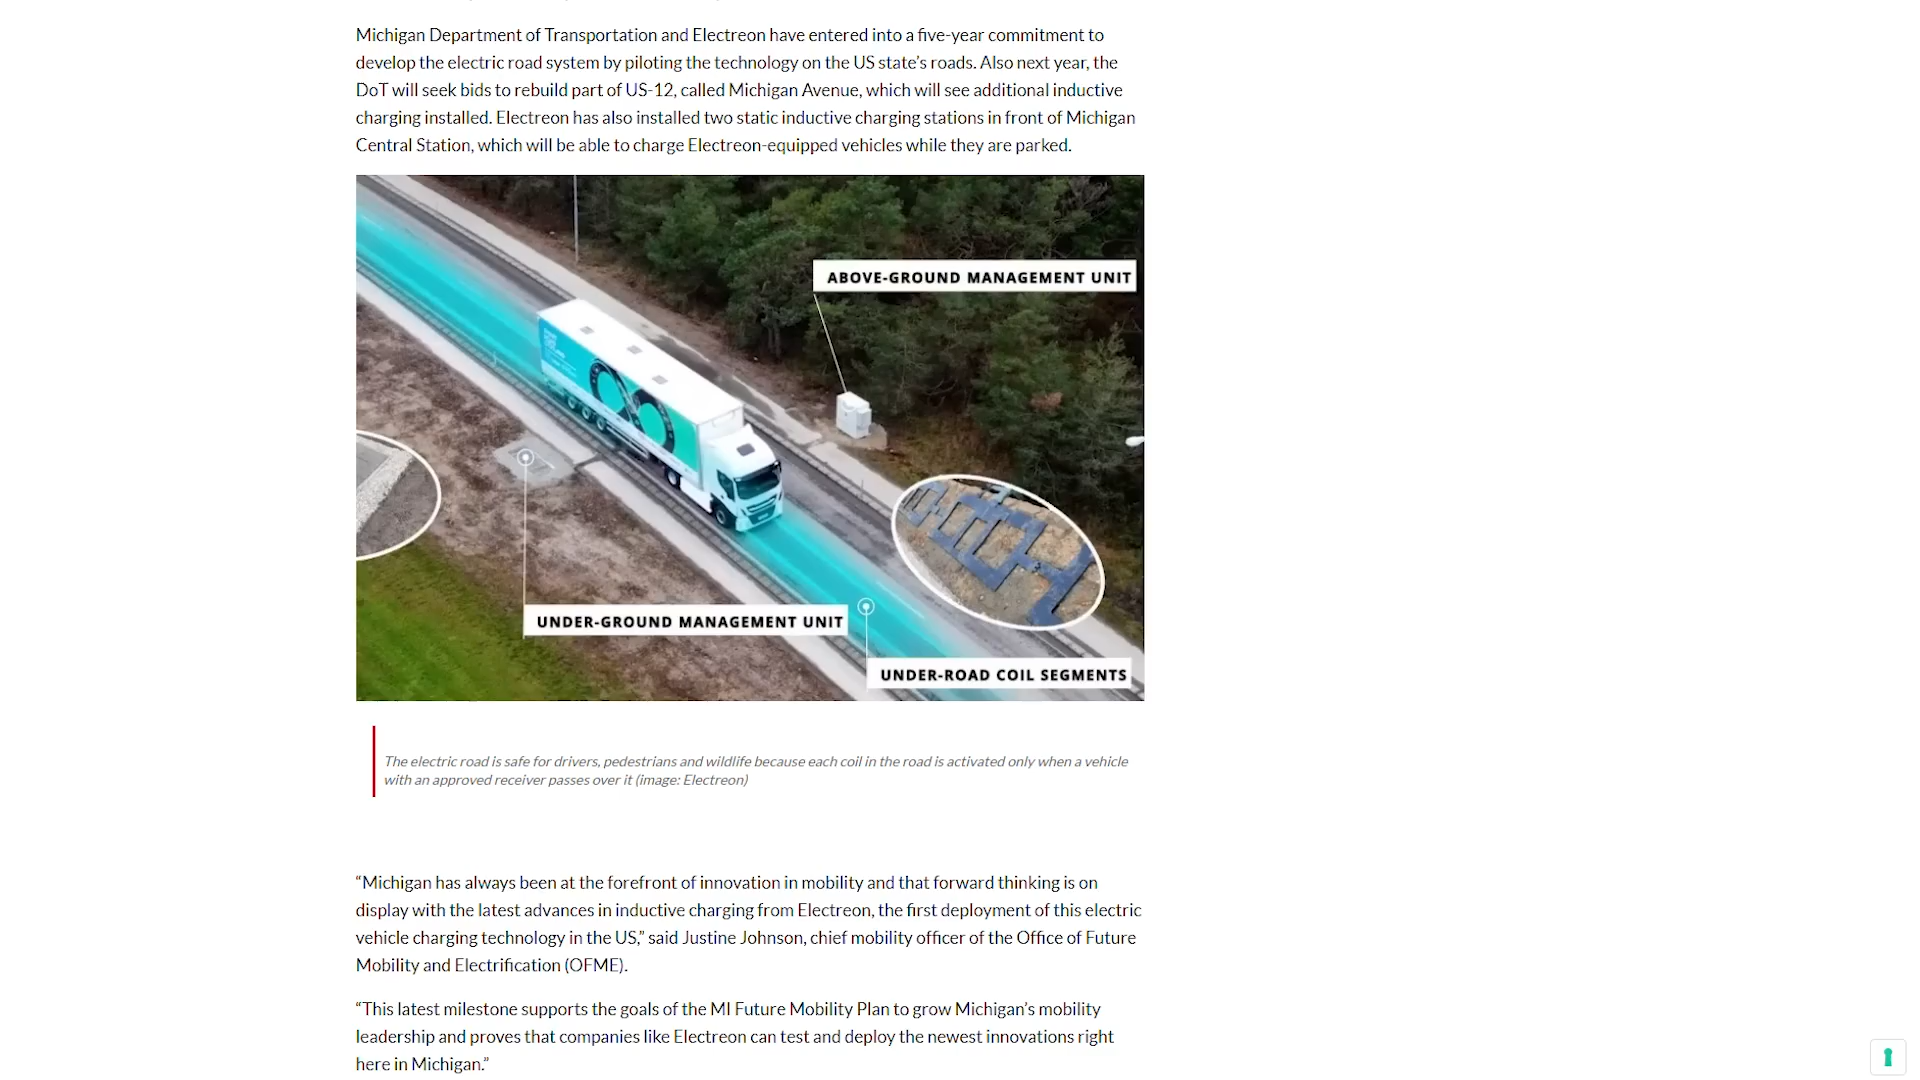 Michigan Department of Transportation and Electreon have entered into a five-year commitment to
develop the electric road system by piloting the technology on the US state’s roads. Also next year, the
DoT will seek bids to rebuild part of US-12, called Michigan Avenue, which will see additional inductive
charging installed. Electreon has also installed two static inductive charging stations in front of Michigan
Central Station, which will be able to charge Electreon-equipped vehicles while they are parked.
ABOVE-GROUND MANAGEMENT UNIT
UNDER-GROUND MANAGEMENT UNIT
UNDER-ROAD COIL SEGMENTS
The electric road is safe for drivers, pedestrians and wildlife because each coil in the road is activated only when a vehicle
with an approved receiver passes over it (image: Electreon)
“Michigan has always been at the forefront of innovation in mobility and that forward thinking is on
display with the latest advances in inductive charging from Electreon, the first deployment of this electric
vehicle charging technology in the US,” said Justine Johnson, chief mobility officer of the Office of Future
Mobility and Electrification (OFME).
“This latest milestone supports the goals of the MI Future Mobility Plan to grow Michigan’s mobility
leadership and proves that companies like Electreon can test and deploy the newest innovations right
here in Michigan.”